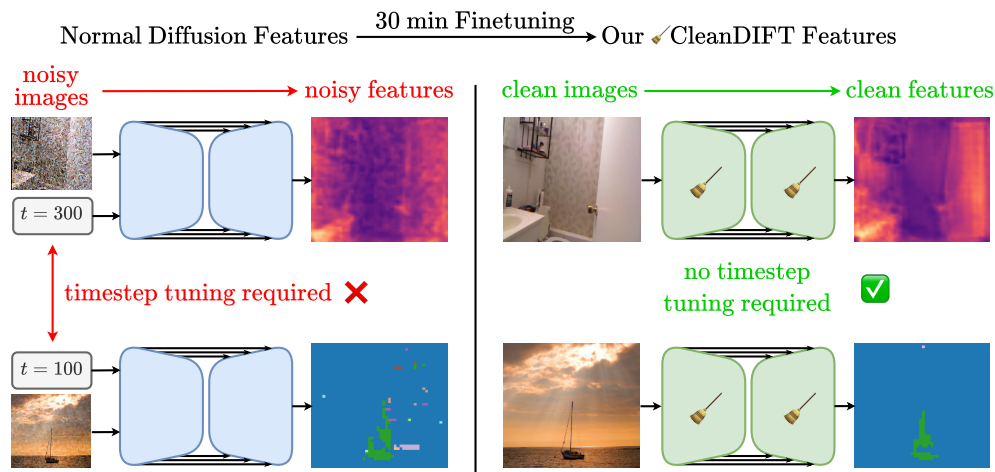 Normal Diffusion Features
30 min Finetuning
Our CleanDIFT Features
noisy
images
noisy features
clean images
clean features
t = 300
timestep tuning required
no timestep
tuning required
t = 100